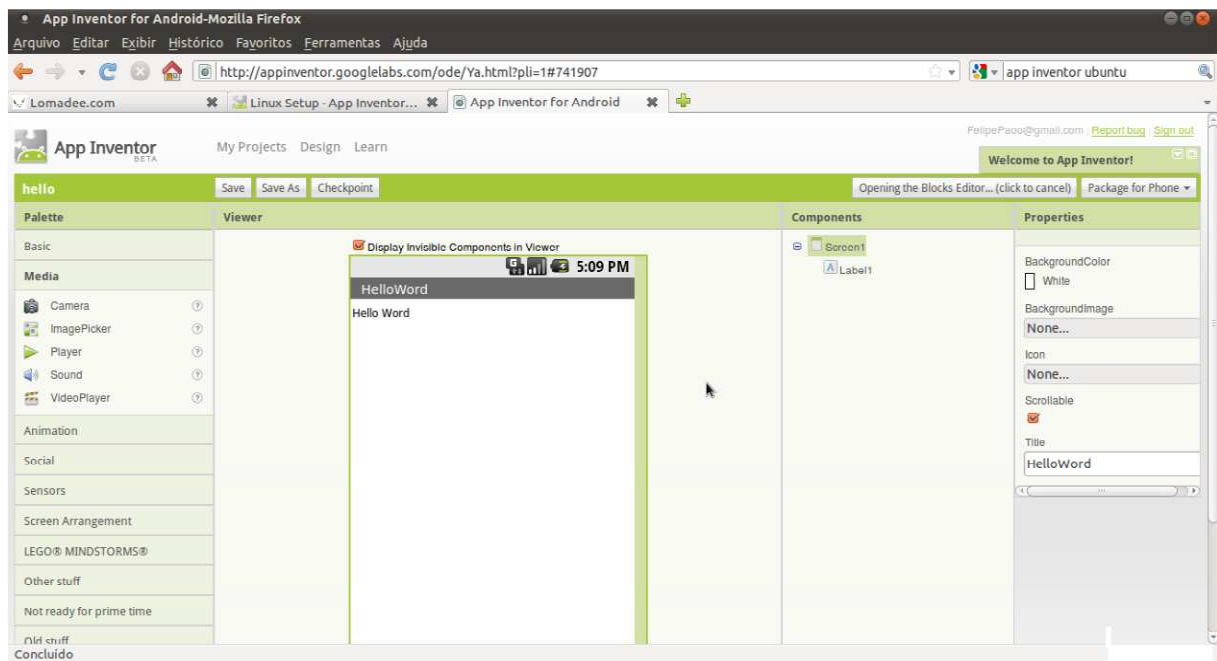 App Inventor for Android-Mozilla Firefox
Arquivo Editar Exibir Histórico Favoritos Ferramentas Ajuda
http://appinventor.googlelabs.com/ode/Ya.html?pli=1#741907
app inventor ubuntu
Lomadee.com
Linux Setup - App Inventor...
App Inventor for Android
FelipePaoo@gmail.com | Report bug | Sign out
App Inventor
BETA
My Projects Design Learn
Welcome to App Inventor!
hello
Save Save As Checkpoint
Opening the Blocks Editor... (click to cancel) Package for Phone
Palette
Viewer
Components
Properties
Basic
Media
Camera
ImagePicker
Player
Sound
VideoPlayer
Animation
Social
Sensors
Screen Arrangement
LEGO® MINDSTORMS®
Other stuff
Not ready for prime time
Old stuff
Display Invisible Components in Viewer
5:09 PM
HelloWord
Hello Word
Screen1
A Label1
BackgroundColor
White
BackgroundImage
None...
Icon
None...
Scrollable
Title
HelloWord
Concluído